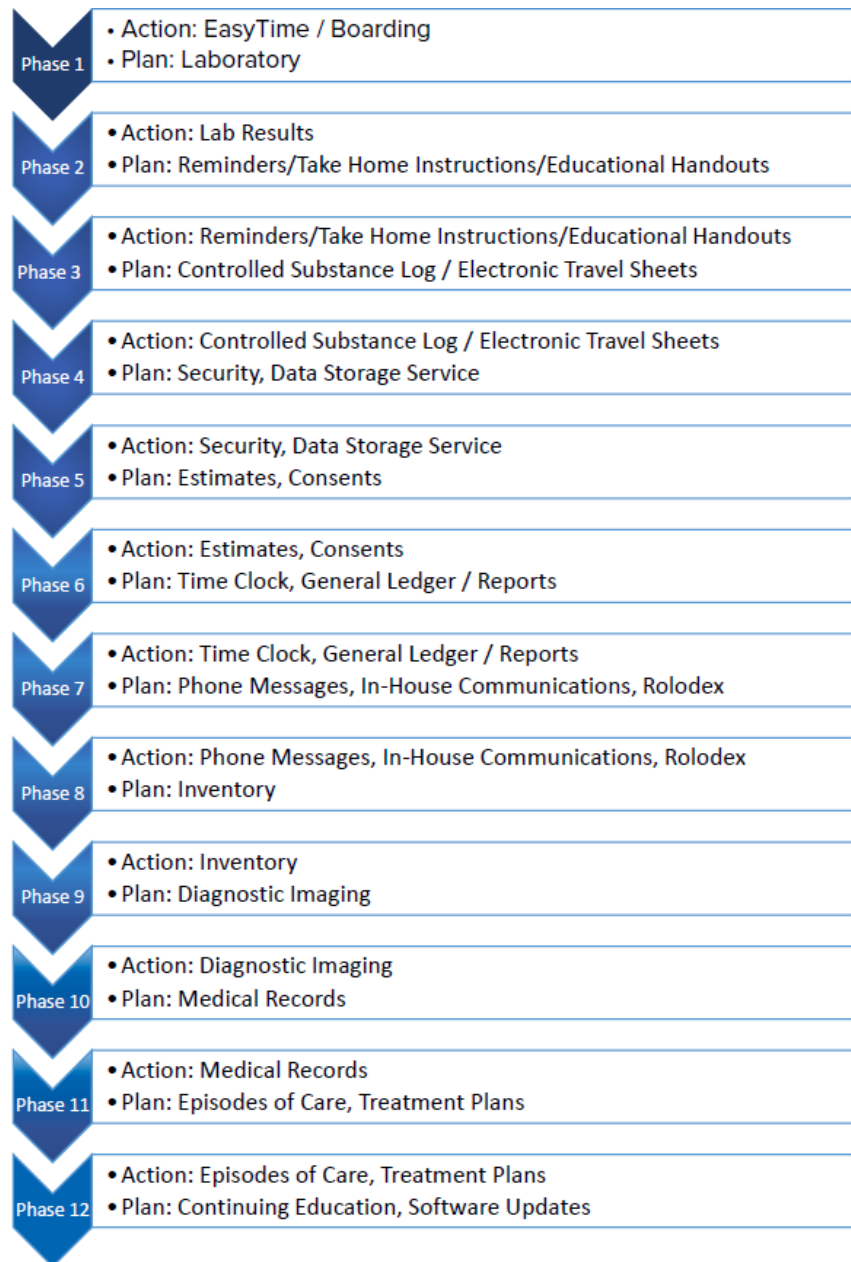 Phase 1
• Action: EasyTime / Boarding
• Plan: Laboratory
Phase 2
• Action: Lab Results
• Plan: Reminders/Take Home Instructions/Educational Handouts
Phase 3
• Action: Reminders/Take Home Instructions/Educational Handouts
• Plan: Controlled Substance Log / Electronic Travel Sheets
Phase 4
• Action: Controlled Substance Log / Electronic Travel Sheets
• Plan: Security, Data Storage Service
Phase 5
• Action: Security, Data Storage Service
• Plan: Estimates, Consents
Phase 6
• Action: Estimates, Consents
• Plan: Time Clock, General Ledger / Reports
Phase 7
• Action: Time Clock, General Ledger / Reports
• Plan: Phone Messages, In-House Communications, Rolodex
Phase 8
• Action: Phone Messages, In-House Communications, Rolodex
• Plan: Inventory
Phase 9
• Action: Inventory
• Plan: Diagnostic Imaging
Phase 10
• Action: Diagnostic Imaging
• Plan: Medical Records
Phase 11
• Action: Medical Records
• Plan: Episodes of Care, Treatment Plans
Phase 12
• Action: Episodes of Care, Treatment Plans
• Plan: Continuing Education, Software Updates